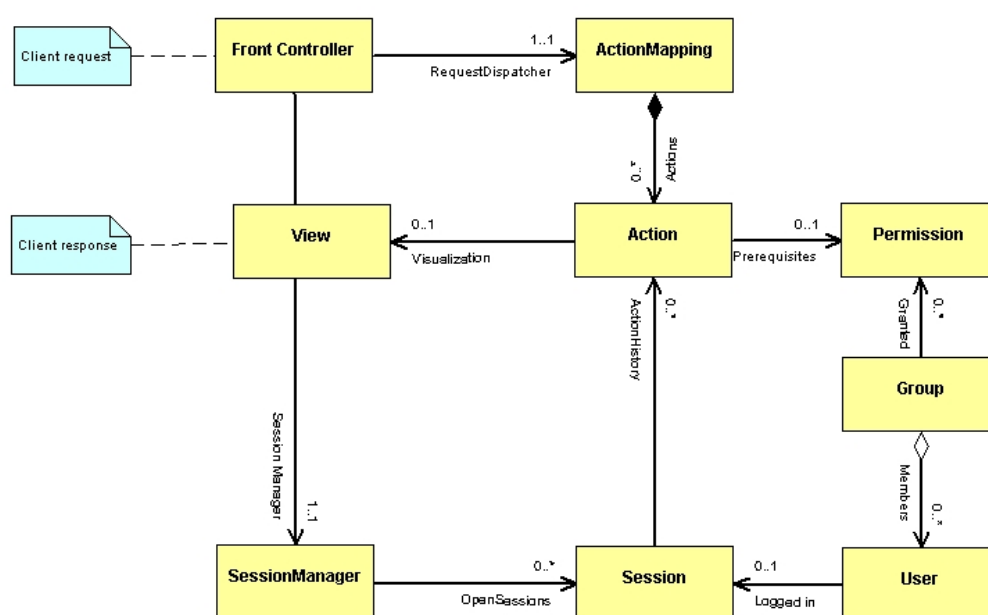 Client request
Front Controller
1..1
RequestDispatcher
ActionMapping
*..0
Actions
Client response
View
0..1
Visualization
Action
0..1
Prerequisites
Permission
ActionHistory
0..*
Granted
0..*
Group
Session Manager
1..1
Members
0..*
SessionManager
0..*
OpenSessions
Session
0..1
Logged in
User